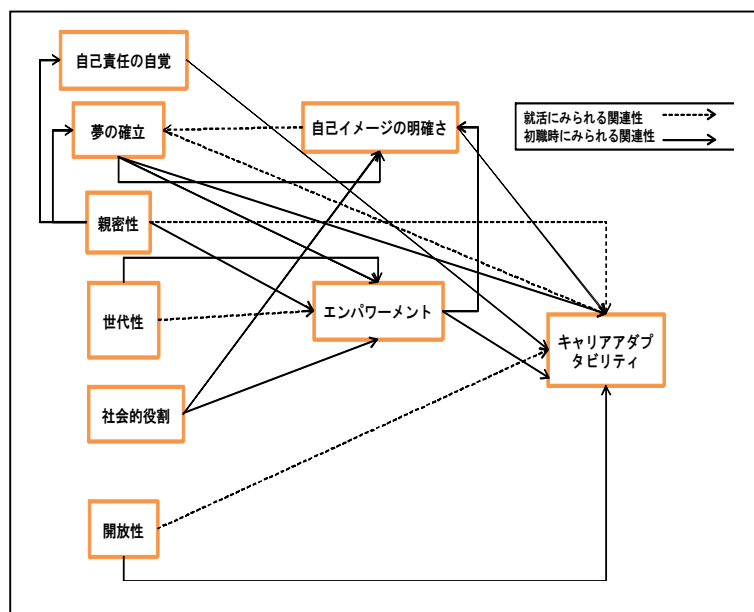 自己責任の自覚
夢の確立
自己イメージの明確さ
就活にみられる関連性
初職時にみられる関連性
親密性
世代性
エンパワーメント
キャリアアダプ
タビリティ
社会的役割
開放性